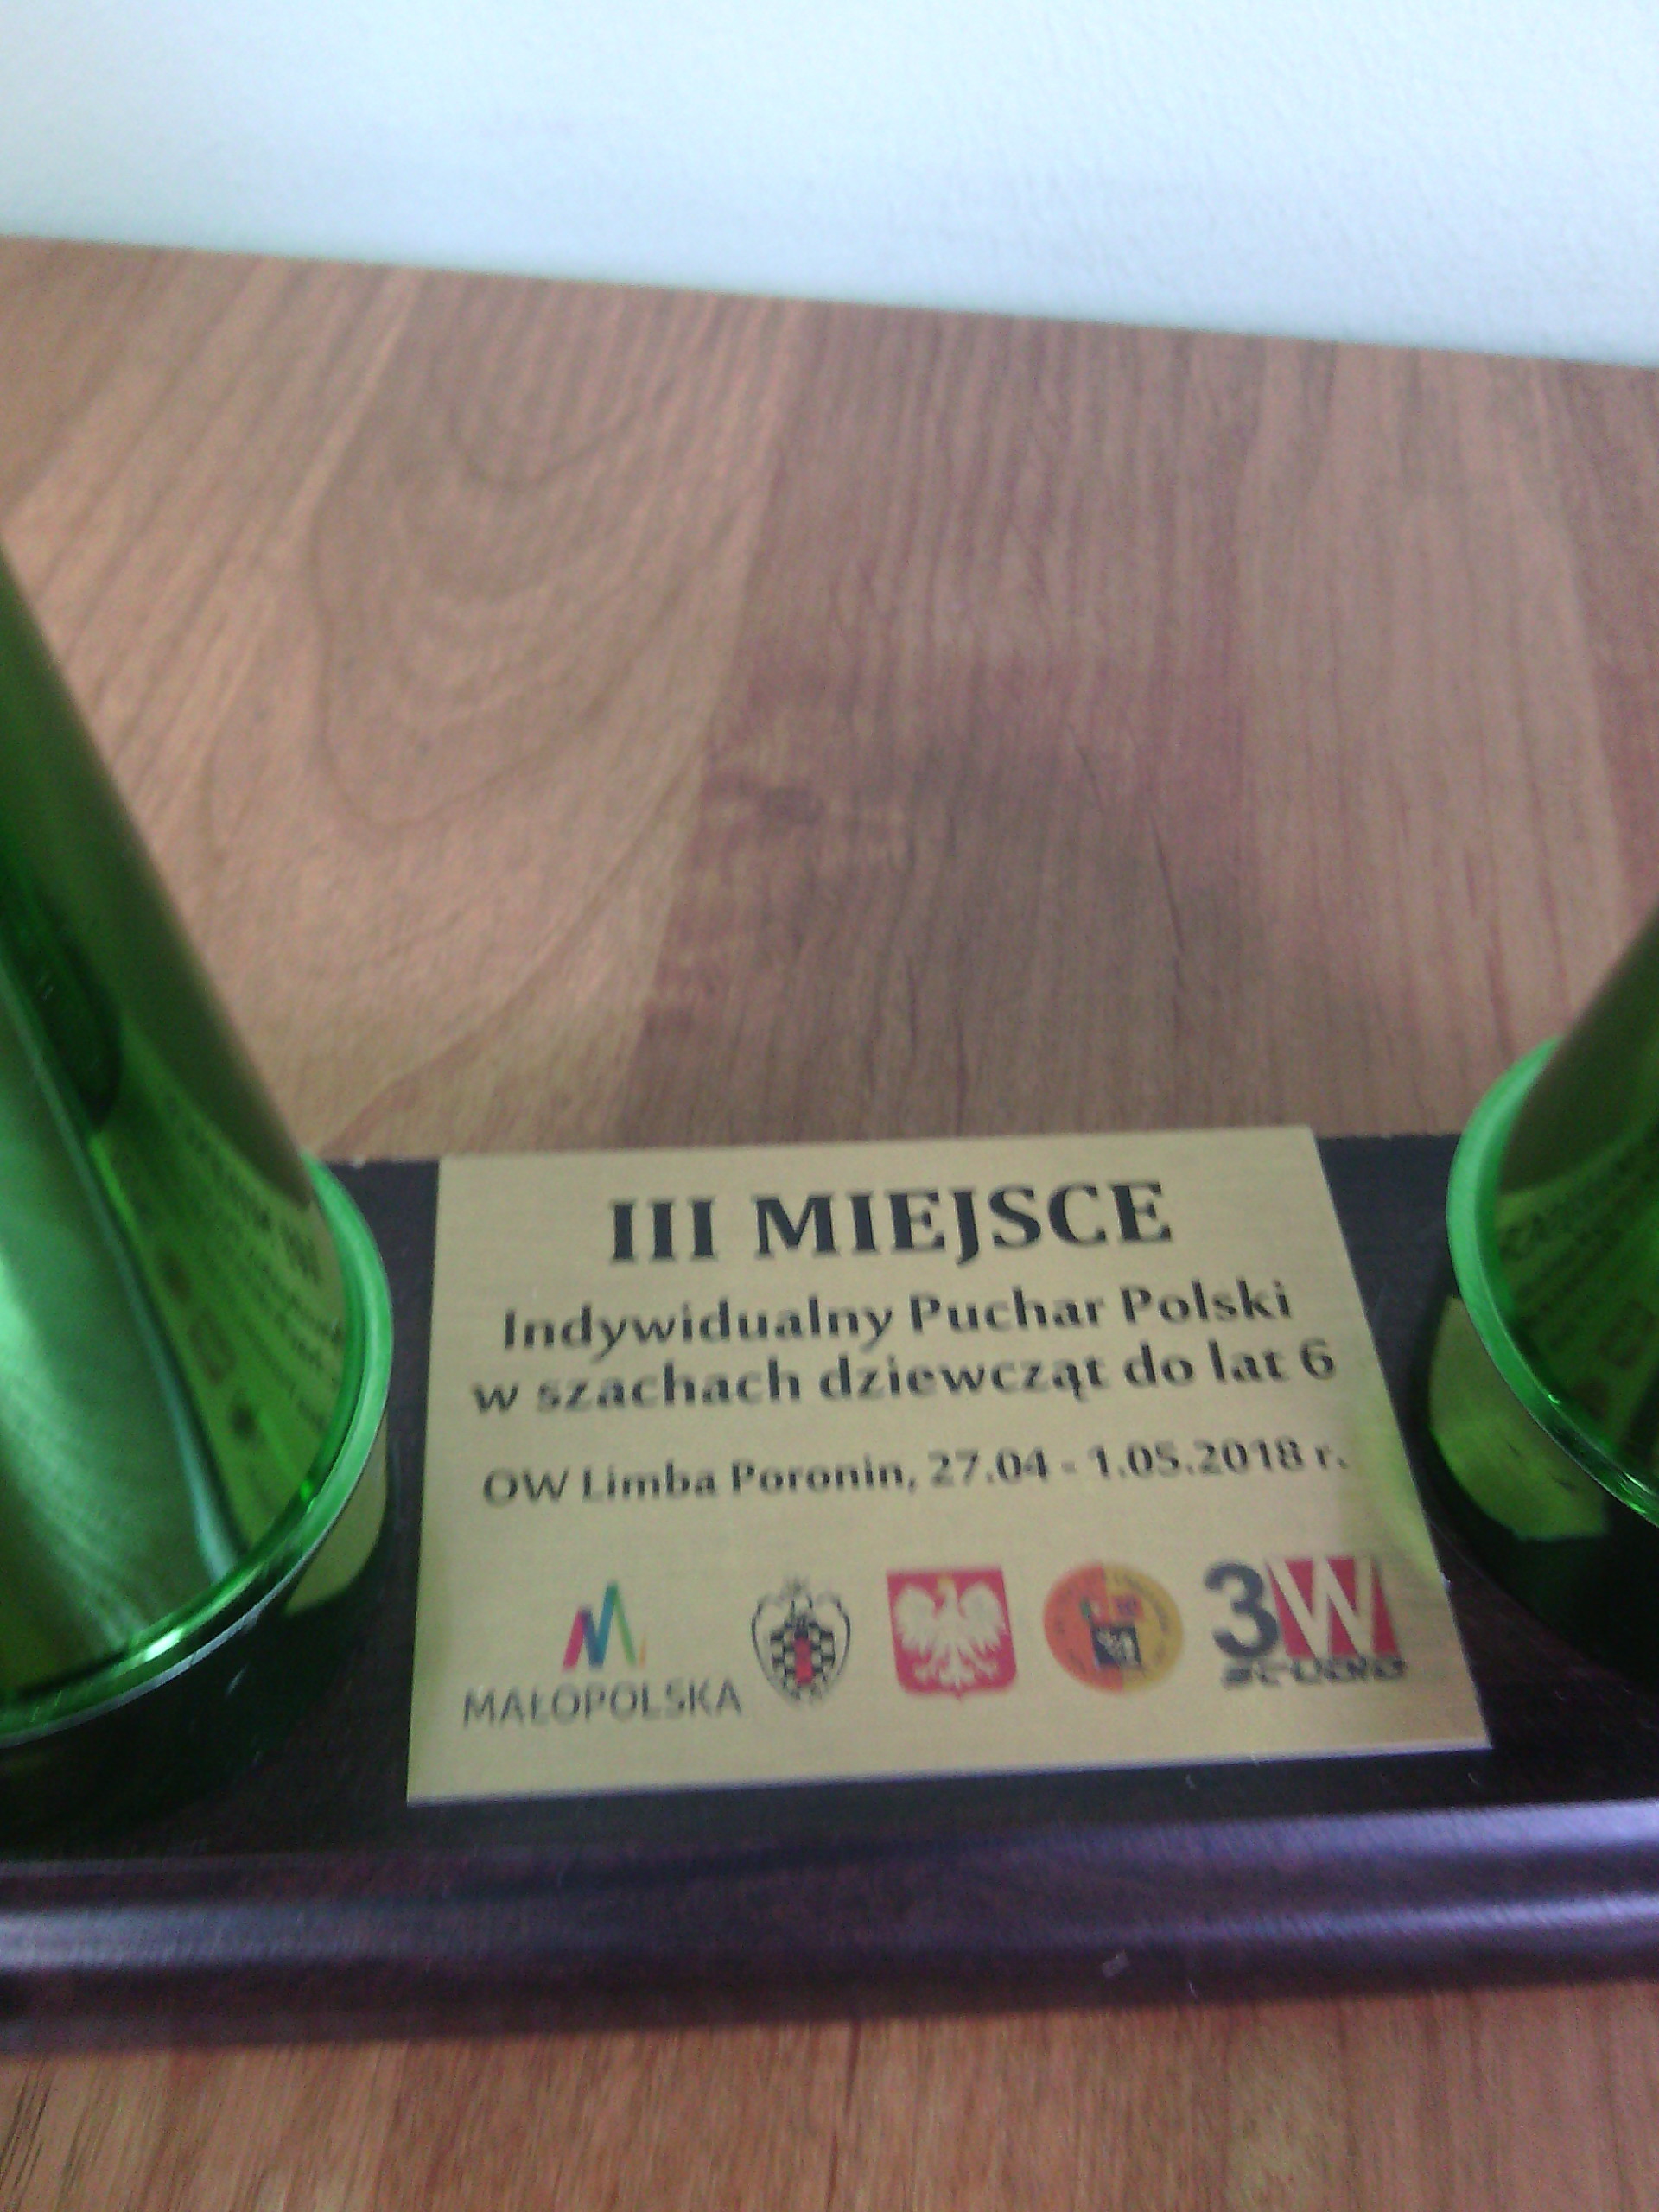 III MIEJSCE
Indywidualny Puchar Polski
w szachach dziewcząt do lat 6
OW Limba Poronin, 27.04 - 1.05.2018 r.
MAŁOPOLSKA
3W